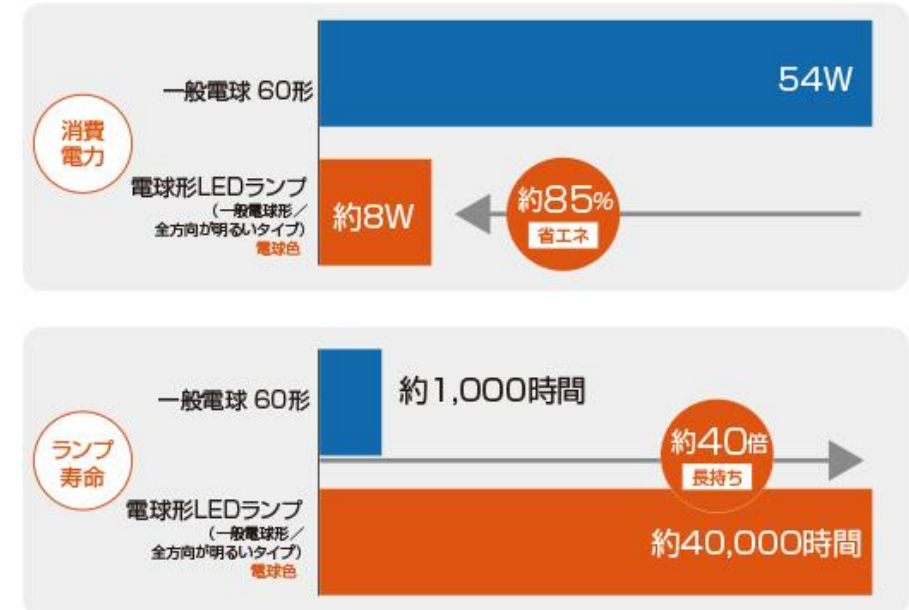 消費
電力
一般電球 60形
54W
電球形LEDランプ
(一般電球形／
全方向が明るいタイプ)
電球色
約8W
約85%
省エネ
ランプ
寿命
一般電球 60形
約1,000時間
約40倍
長持ち
電球形LEDランプ
(一般電球形／
全方向が明るいタイプ)
電球色
約40,000時間